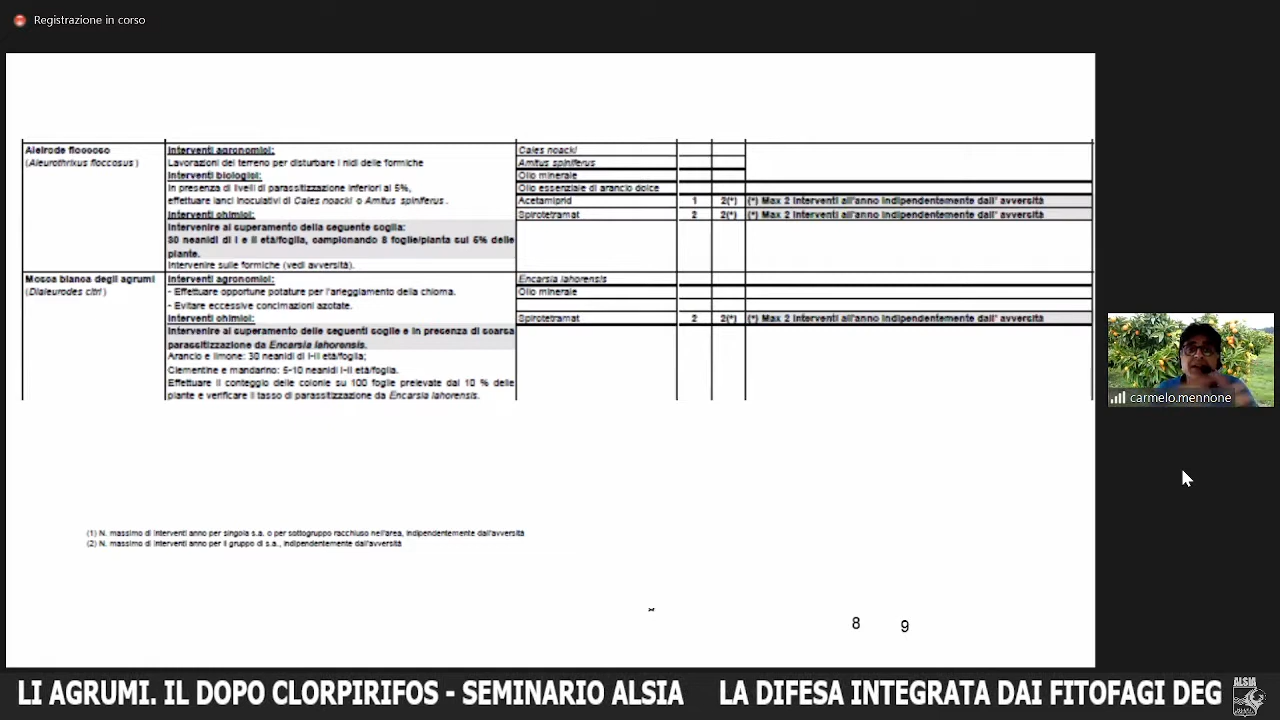 Registrazione in corso
Aleirode fioccoso
(Aleurothrixus floccosus)
Interventi agronomici:
Lavorazioni del terreno per disturbare i nidi delle formiche
Interventi biologici:
In presenza di livelli di parassitizzazione inferiori al 5%,
effettuare lanci inoculativi di Cales noacki o Amitus spiniferus.
Interventi chimici:
Intervenire al superamento della seguente soglia:
30 neanidi di I e II età/foglia, campionando 8 foglie/pianta sul 5% delle
piante.
Intervenire sulle formiche (vedi avversità).
Cales noacki
Amitus spiniferus
Olio minerale
Olio essenziale di arancio dolce
Acetamiprid 1 2(*) (*) Max 2 interventi all'anno indipendentemente dall' avversità
Spirotetramat 2 2(*) (*) Max 2 interventi all'anno indipendentemente dall' avversità
Mosca bianca degli agrumi
(Dialeurodes citri)
Interventi agronomici:
- Effettuare opportune potature per l'arieggiamento della chioma.
- Evitare eccessive concimazioni azotate.
Interventi chimici:
Intervenire al superamento delle seguenti soglie e in presenza di scarsa
parassitizzazione da Encarsia lahorensis.
Arancio e limone: 30 neanidi di I-II età/foglia;
Clementine e mandarino: 5-10 neanidi I-II età/foglia.
Effettuare il conteggio delle colonie su 100 foglie prelevate dal 10 % delle
piante e verificare il tasso di parassitizzazione da Encarsia lahorensis.
Encarsia lahorensis
Olio minerale
Spirotetramat 2 2(*) (*) Max 2 interventi all'anno indipendentemente dall' avversità
carmelo.mennone
(1) N. massimo di interventi anno per singola s.a. o per sottogruppo racchiuso nell'area, indipendentemente dall'avversità
(2) N. massimo di interventi anno per il gruppo di s.a., indipendentemente dall'avversità
8 9
LI AGRUMI. IL DOPO CLORPIRIFOS - SEMINARIO ALSIA LA DIFESA INTEGRATA DAI FITOFAGI DEG